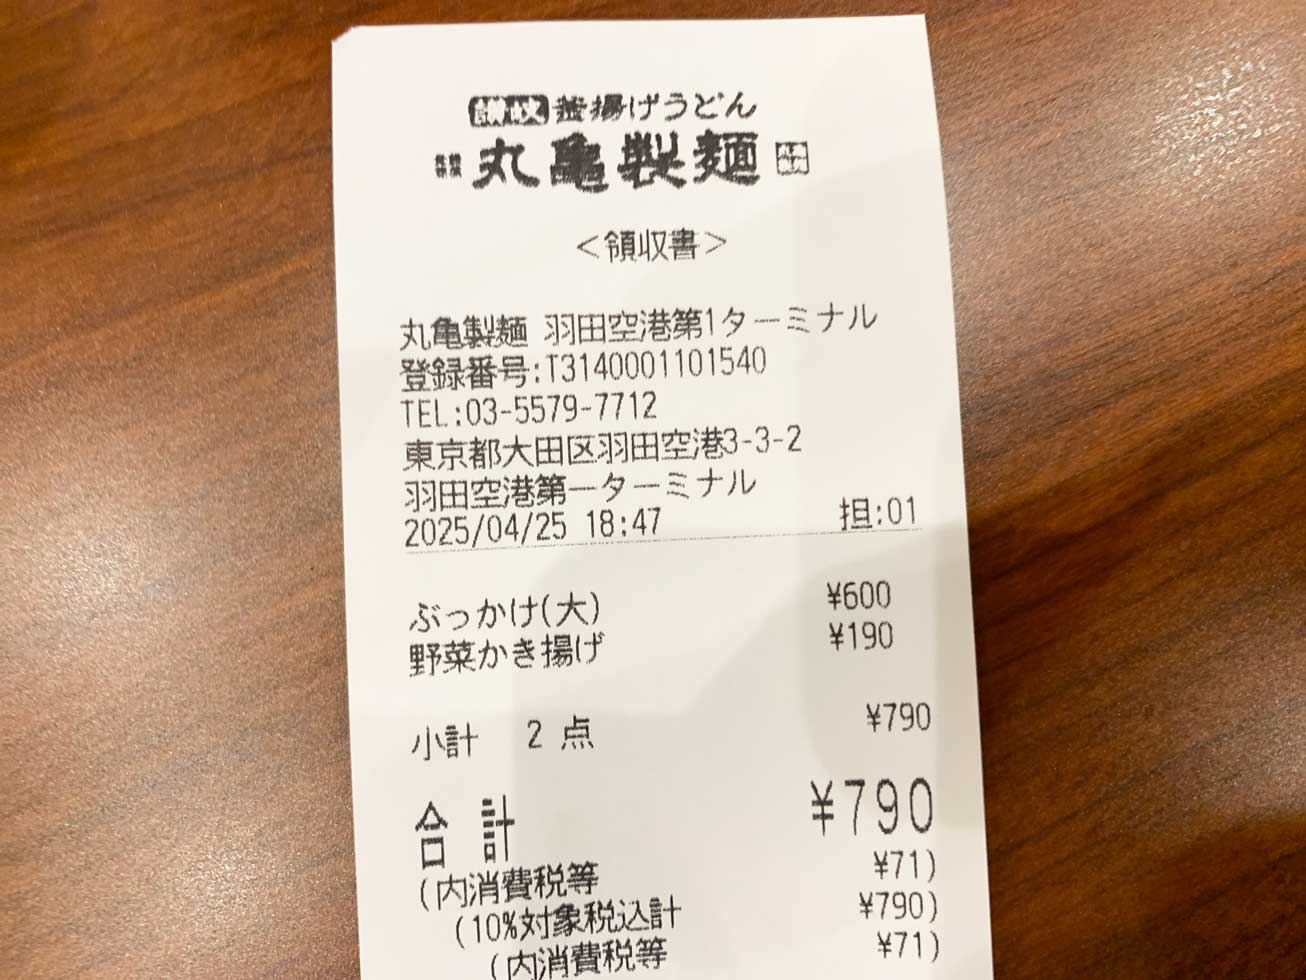 讃岐 釜揚げうどん
丸亀製麺
<領収書>
丸亀製麺 羽田空港第1ターミナル
登録番号:T3140001101540
TEL:03-5579-7712
東京都大田区羽田空港3-3-2
羽田空港第一ターミナル
2025/04/25 18:47 担:01
ぶっかけ(大) ¥600
野菜かき揚げ ¥190
小計 2 点 ¥790
合 計 ¥790
(内消費税等 ¥71)
(10%対象税込計 ¥790)
(内消費税等 ¥71)